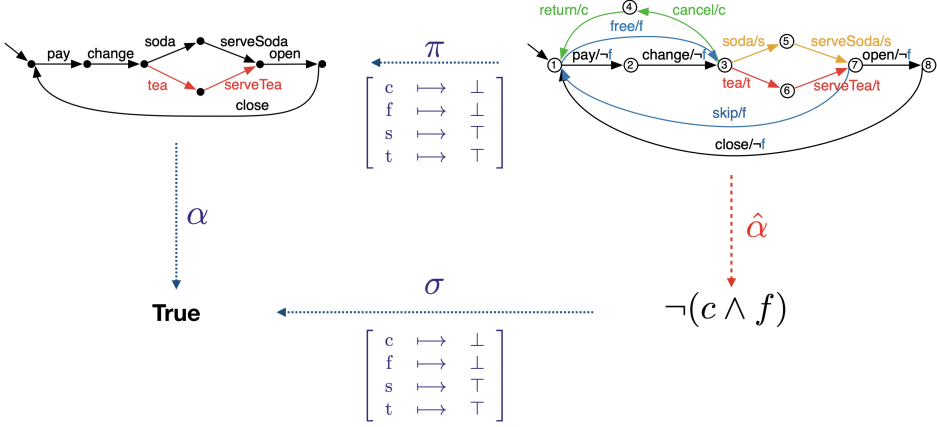 return/c
4
cancel/c
free/f
soda
serveSoda
pay
change
open
tea
serveTea
close
π
c ⟼ ⊥
f ⟼ ⊥
s ⟼ ⊤
t ⟼ ⊤
soda/s
5
serveSoda/s
1
pay/¬f
2
change/¬f
3
7
open/¬f
8
tea/t
6
serveTea/t
skip/f
close/¬f
α
α̂
σ
True
¬(c ∧ f)
c ⟼ ⊥
f ⟼ ⊥
s ⟼ ⊤
t ⟼ ⊤